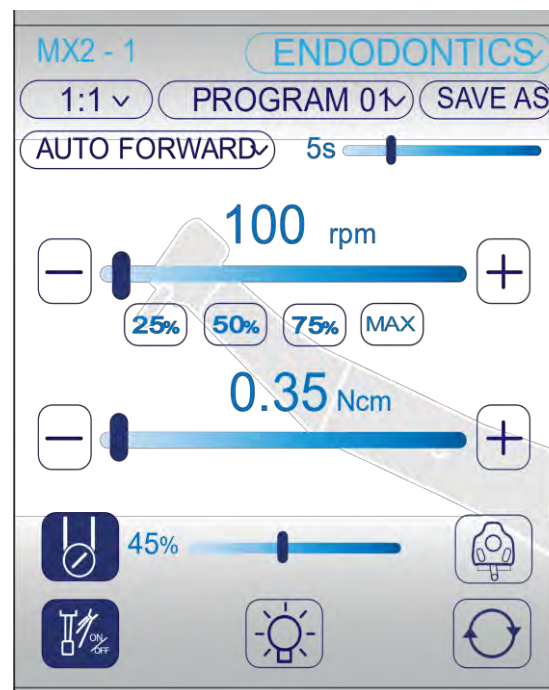 MX2 - 1
ENDODONTICS
1:1
PROGRAM 01
SAVE AS
AUTO FORWARD
5s
100 rpm
25%
50%
75%
MAX
0.35 Ncm
45%
ON/OFF